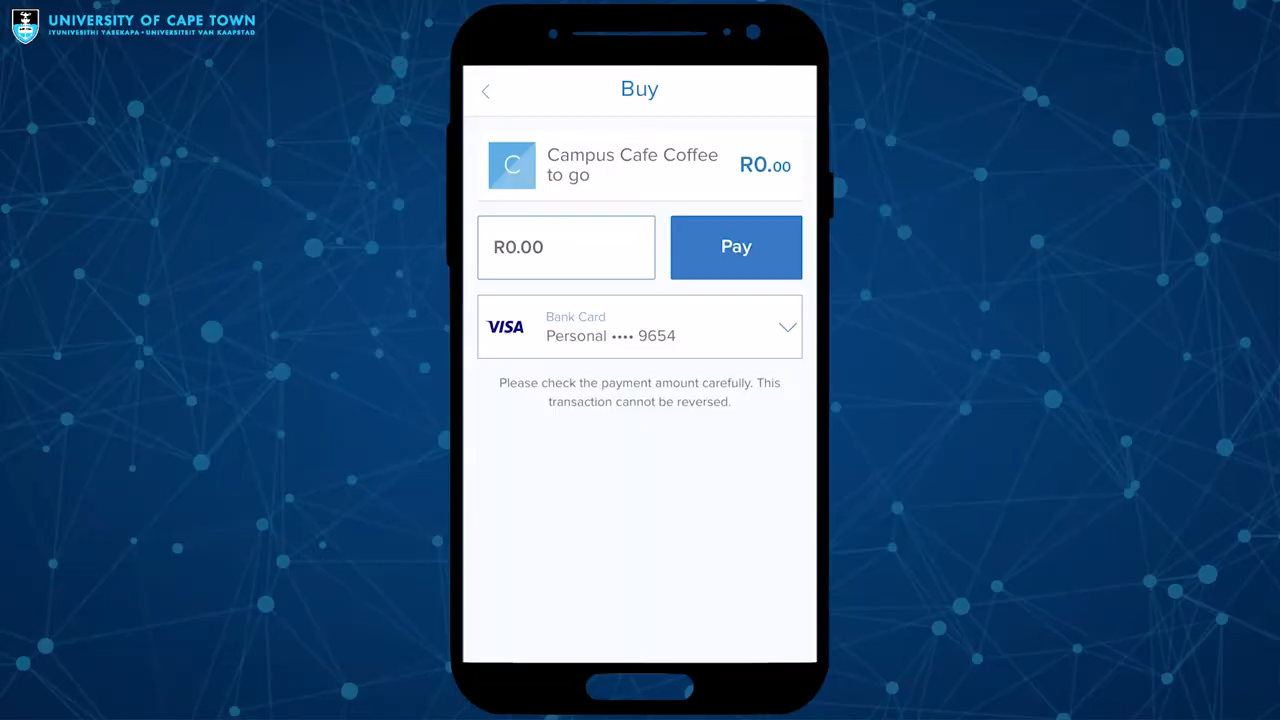 UNIVERSITY OF CAPE TOWN
IYUNIVESITHI YASEKAPA • UNIVERSITEIT VAN KAAPSTAD
Buy
Campus Cafe Coffee
to go
R0.00
R0.00
Pay
VISA
Bank Card
Personal •••• 9654
Please check the payment amount carefully. This
transaction cannot be reversed.